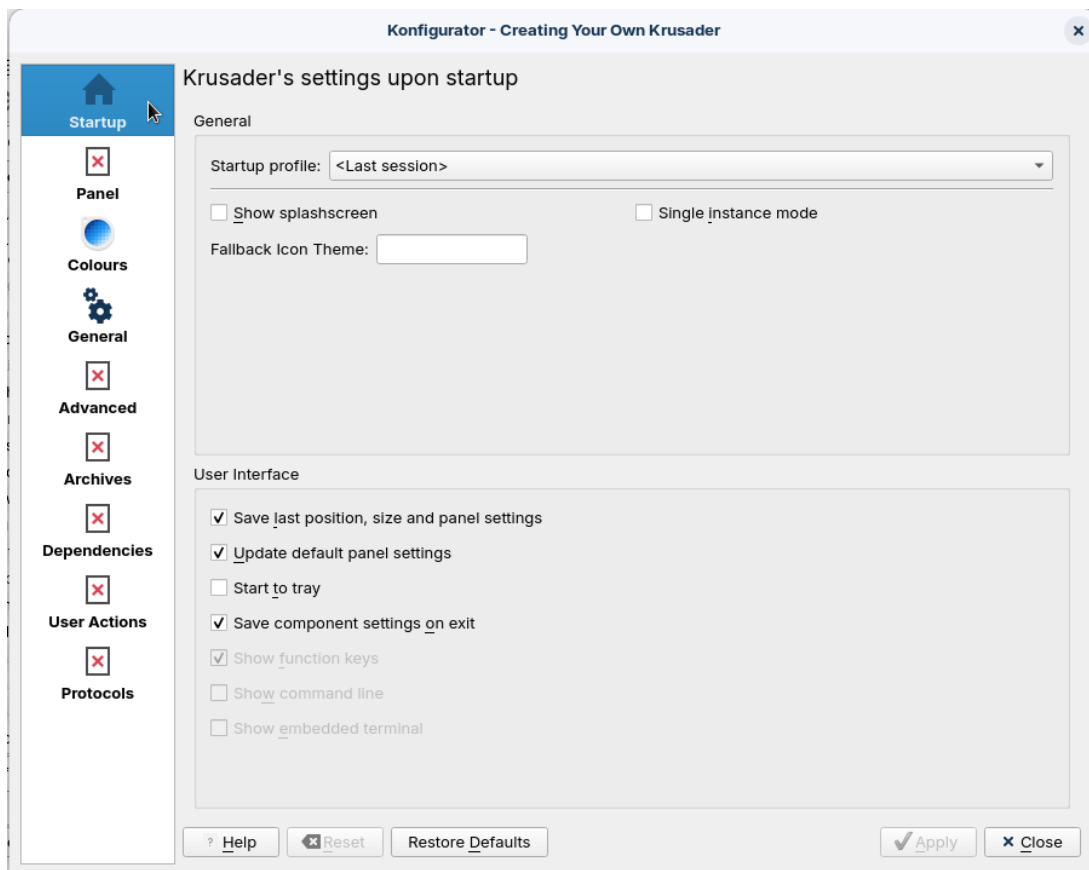 Konfigurator - Creating Your Own Krusader
Startup
Panel
Colours
General
Advanced
Archives
Dependencies
User Actions
Protocols
Krusader's settings upon startup
General
Startup profile: <Last session>
Show splashscreen
Single instance mode
Fallback Icon Theme:
User Interface
Save last position, size and panel settings
Update default panel settings
Start to tray
Save component settings on exit
Show function keys
Show command line
Show embedded terminal
? Help
Reset
Restore Defaults
Apply
Close